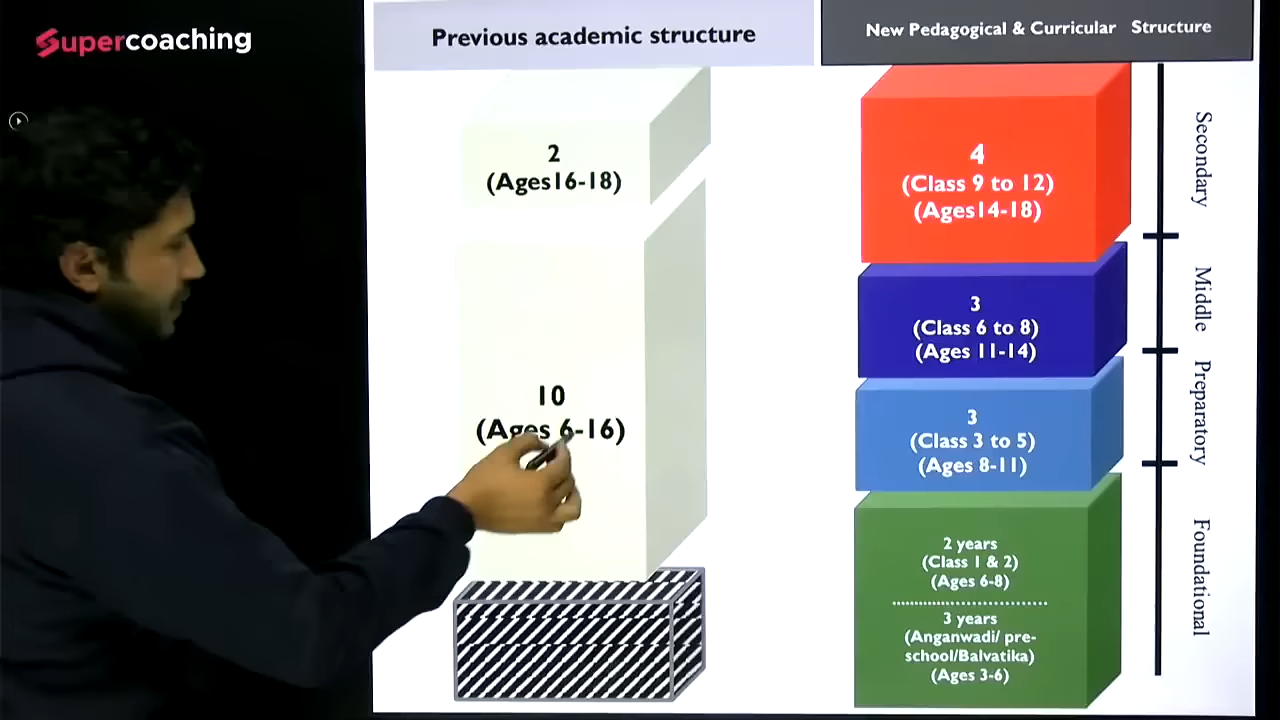 Supercoaching
Previous academic structure
2
(Ages16-18)
10
(Ages 6-16)
New Pedagogical & Curricular Structure
4
(Class 9 to 12)
(Ages14-18)
3
(Class 6 to 8)
(Ages 11-14)
3
(Class 3 to 5)
(Ages 8-11)
2 years
(Class 1 & 2)
(Ages 6-8)
3 years
(Anganwadi/ pre-
school/Balvatika)
(Ages 3-6)
Secondary
Middle
Preparatory
Foundational